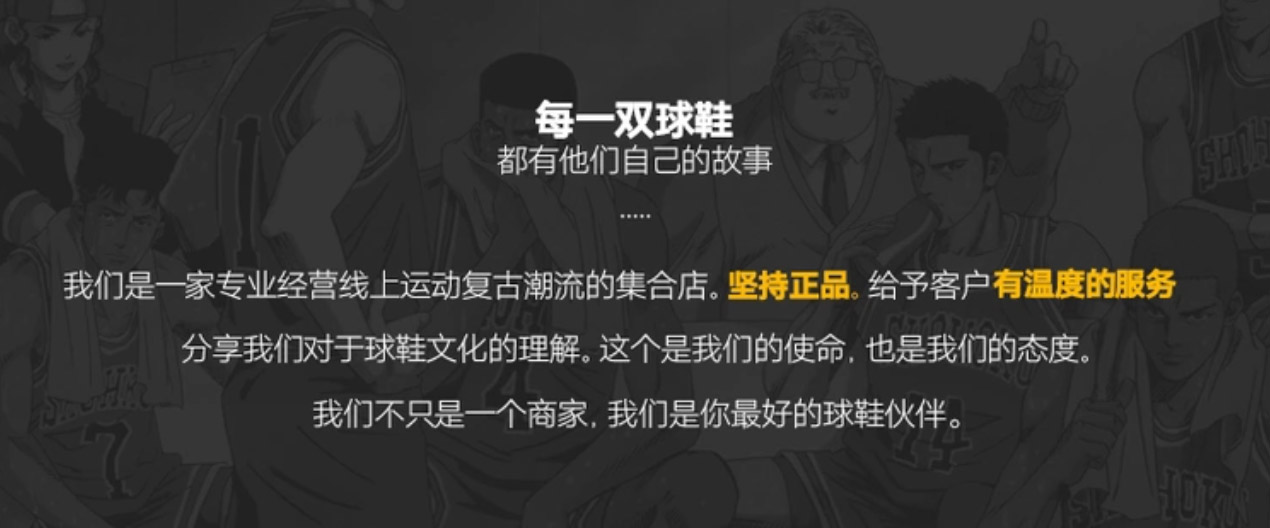 每一双球鞋
都有他们自己的故事
.....
我们是一家专业经营线上运动复古潮流的集合店。坚持正品。给予客户有温度的服务
分享我们对于球鞋文化的理解。这个是我们的使命，也是我们的态度。
我们不只是一个商家，我们是你最好的球鞋伙伴。
1
SHOHOKU
7
SHOHOKU
14